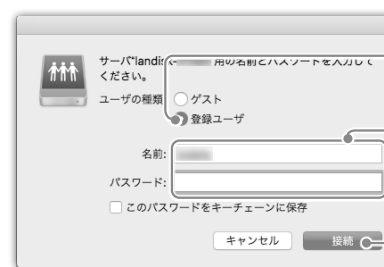 サーバ“landisk 用の名前とパスワードを入力して
ください。
ユーザの種類 ゲスト
登録ユーザ
名前:
パスワード:
このパスワードをキーチェーンに保存
キャンセル 接続